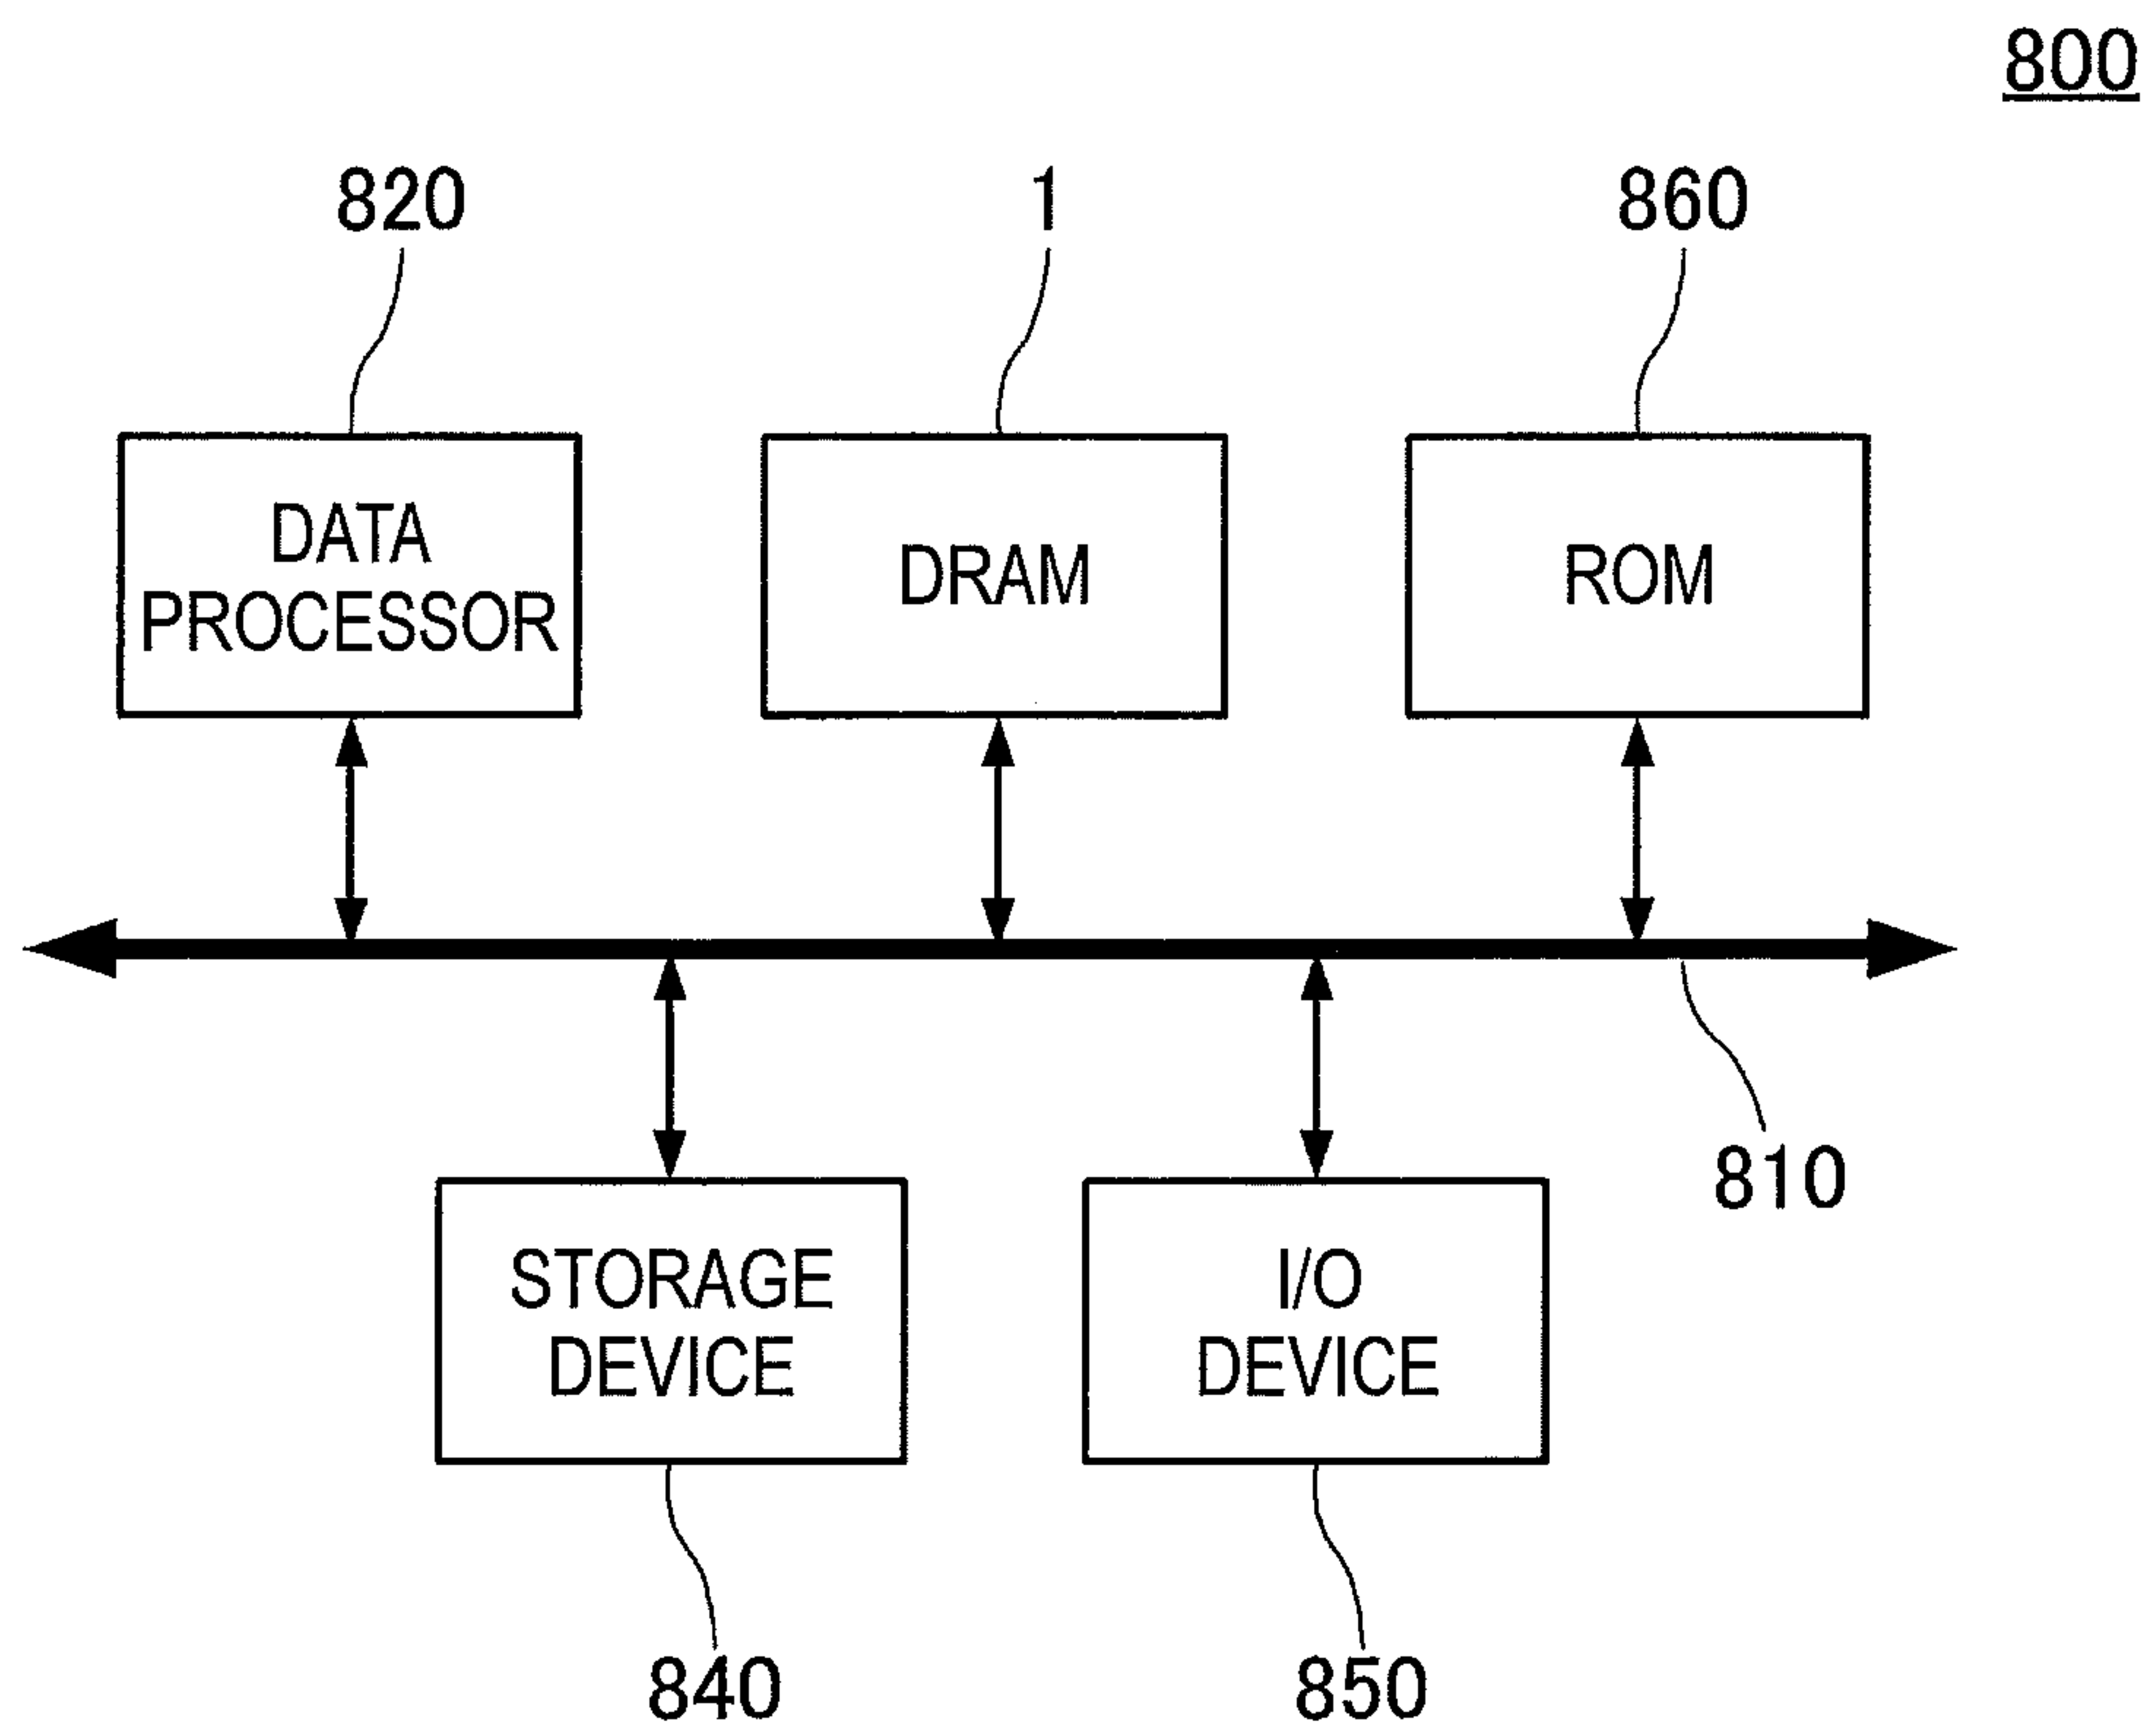 800
820
1
860
DATA
PROCESSOR
DRAM
ROM
810
STORAGE
DEVICE
I/O
DEVICE
840
850